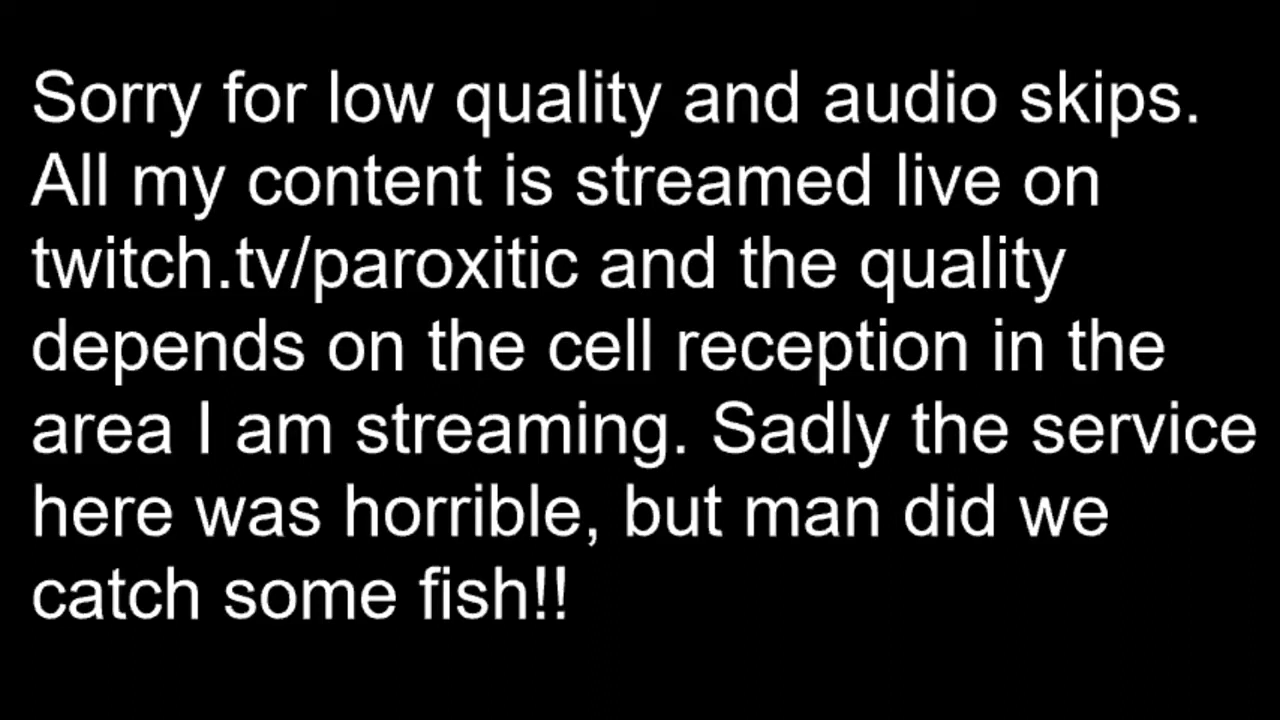 Sorry for low quality and audio skips.
All my content is streamed live on
twitch.tv/paroxitic and the quality
depends on the cell reception in the
area I am streaming. Sadly the service
here was horrible, but man did we
catch some fish!!